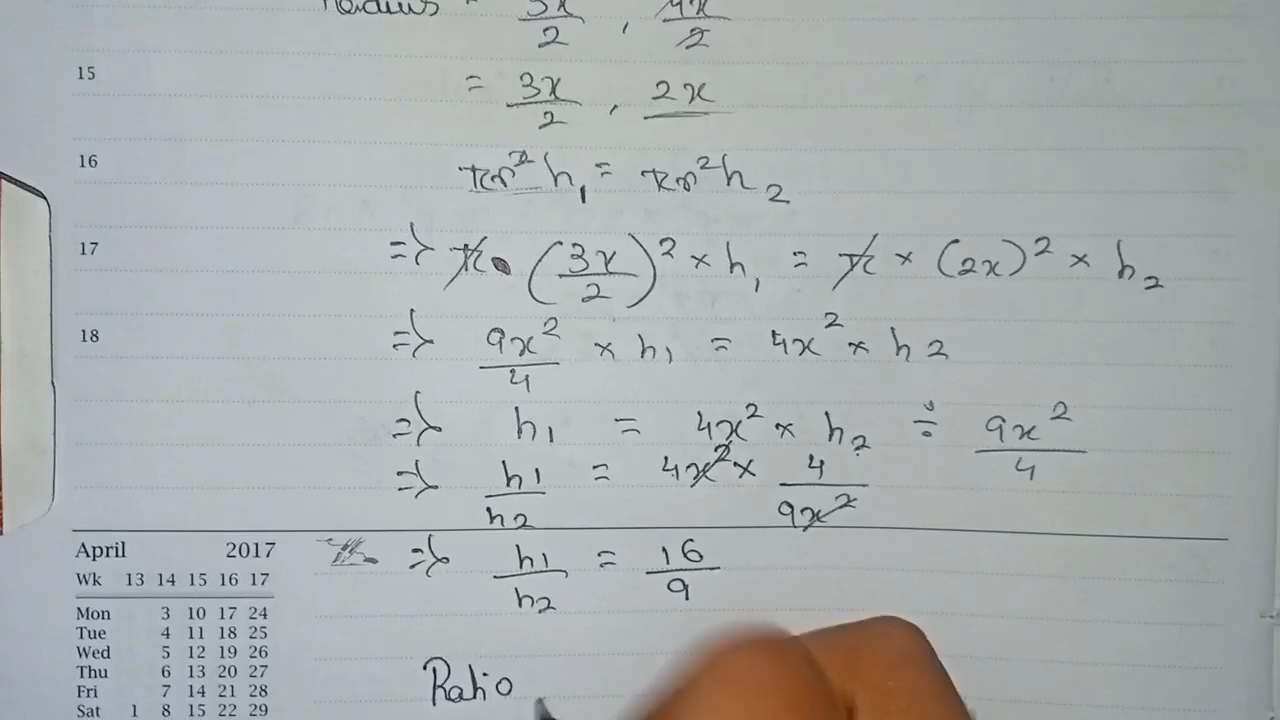 Radius = 3x/2 , 4x/2
15
= 3x/2 , 2x
16
πr²h₁ = πr²h₂
17
=> π (3x/2)² × h₁ = π × (2x)² × h₂
18
=> 9x²/4 × h₁ = 4x² × h2
=> h₁ = 4x² × h₂ ÷ 9x²/4
=> h1/h2 = 4x² × 4/9x²
=> h1/h2 = 16/9
Ratio
April 2017
Wk 13 14 15 16 17
Mon 3 10 17 24
Tue 4 11 18 25
Wed 5 12 19 26
Thu 6 13 20 27
Fri 7 14 21 28
Sat 1 8 15 22 29